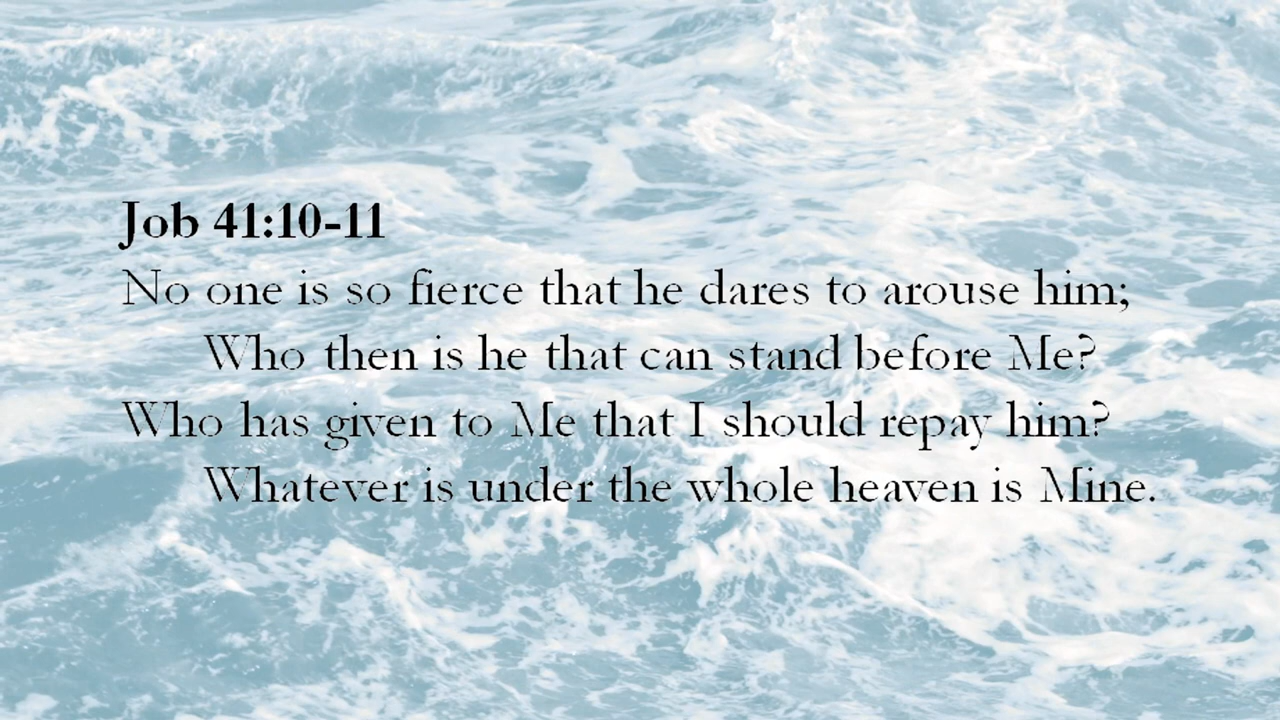 Job 41:10-11
No one is so fierce that he dares to arouse him;
Who then is he that can stand before Me?
Who has given to Me that I should repay him?
Whatever is under the whole heaven is Mine.